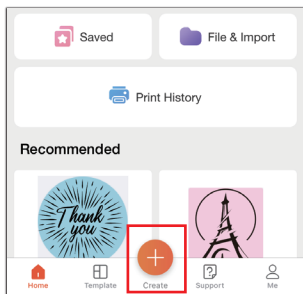 Saved
File & Import
Print History
Recommended
Thank
you
Home
Template
Create
Support
Me